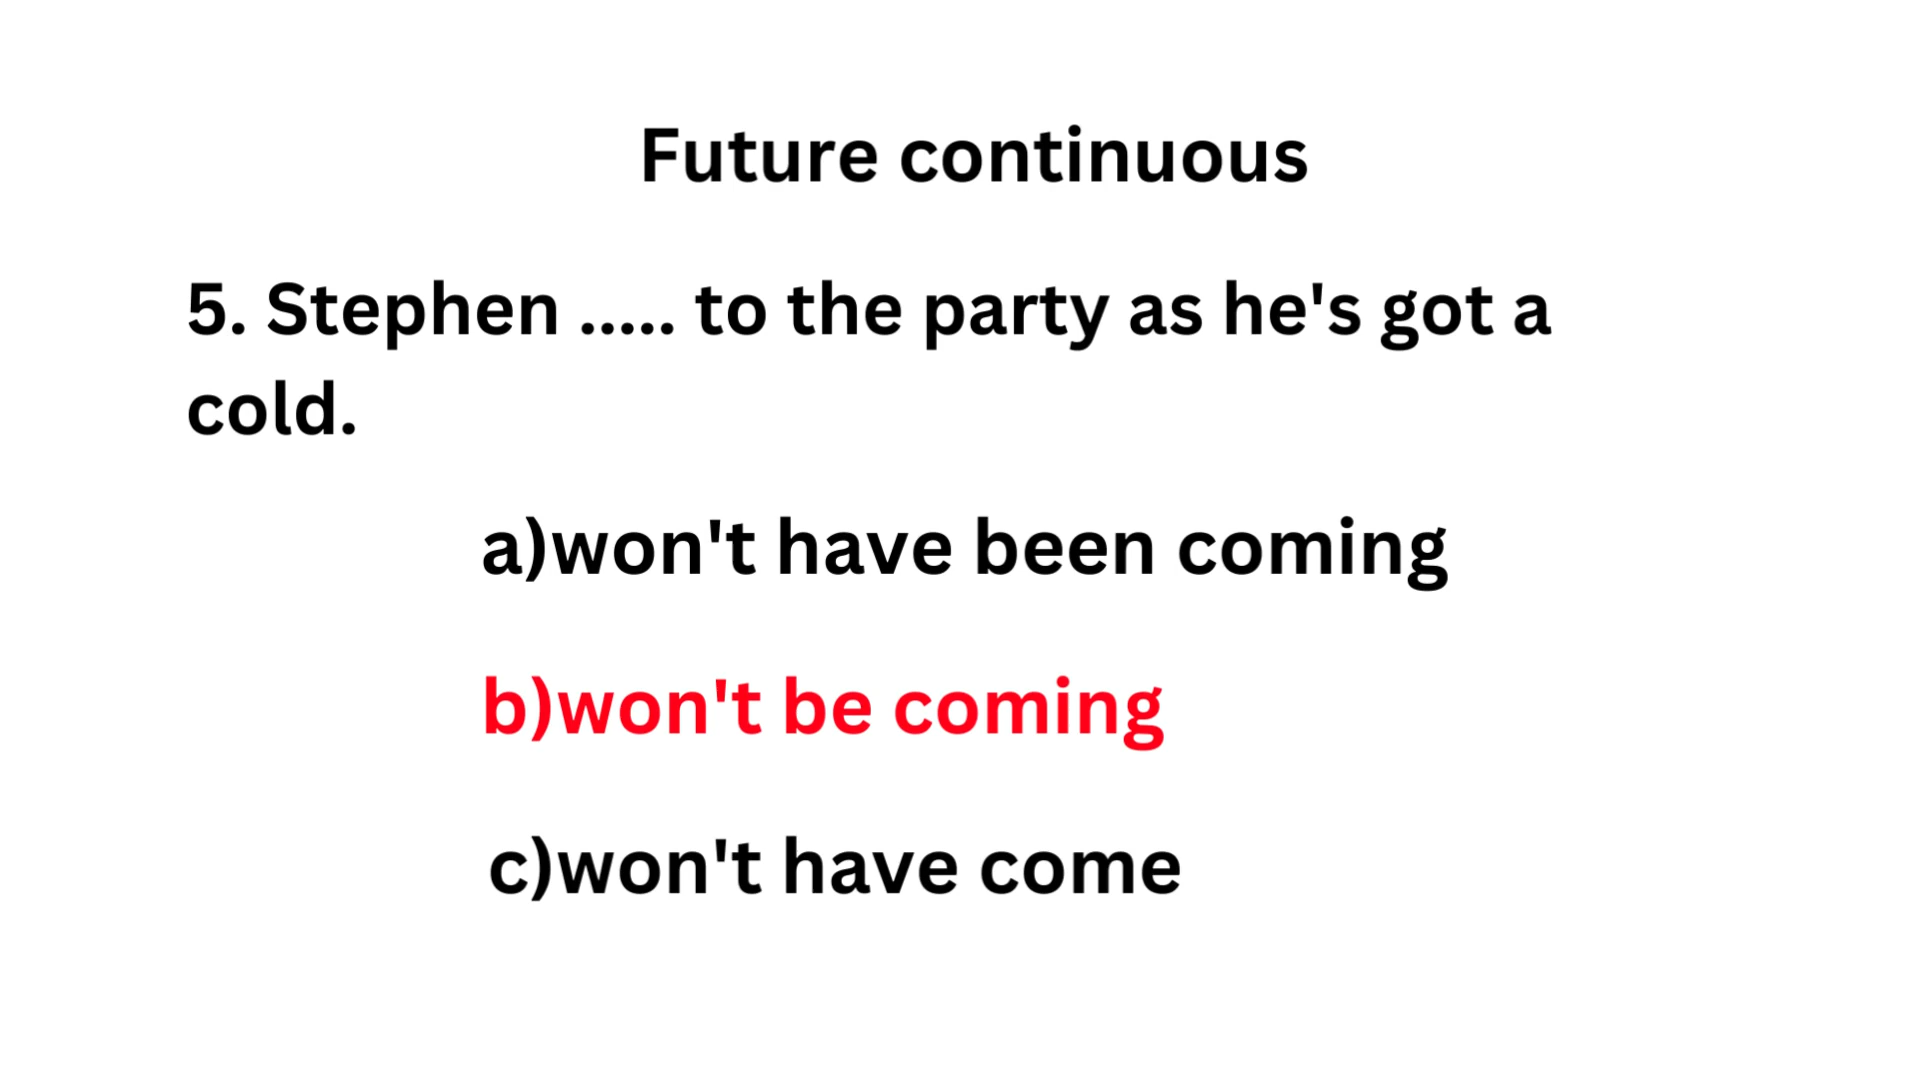 Future continuous
5. Stephen ..... to the party as he's got a
cold.
a)won't have been coming
b)won't be coming
c)won't have come